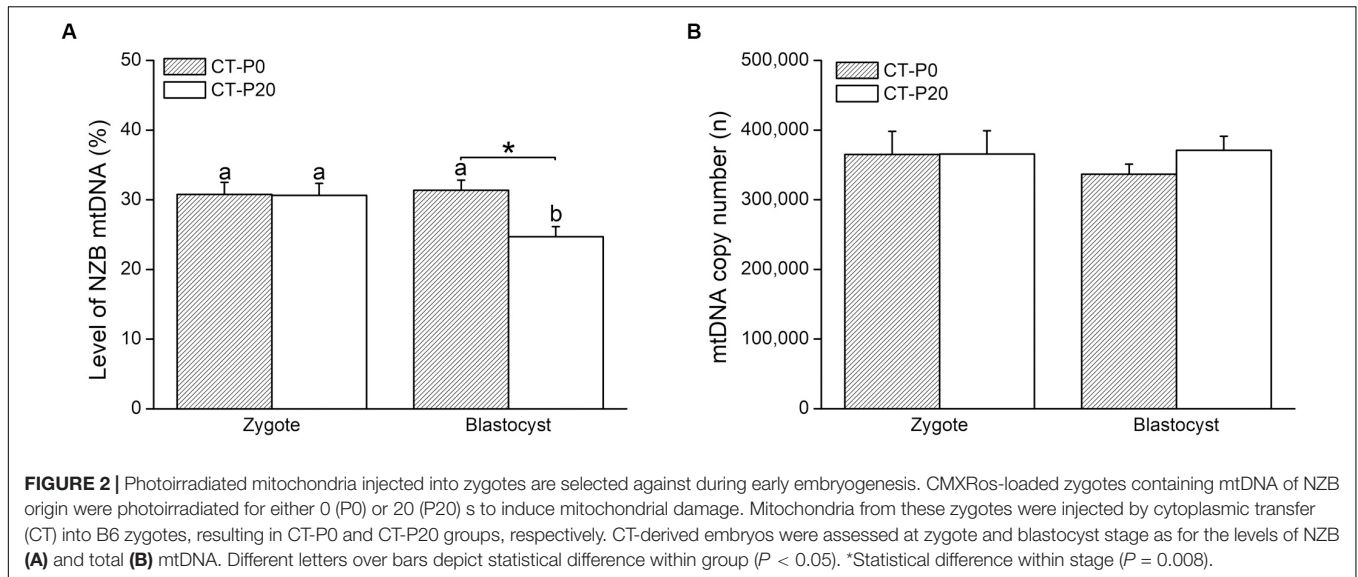 A
50
40
30
20
10
0
Level of NZB mtDNA (%)
CT-P0
CT-P20
a
a
a
*
b
Zygote
Blastocyst
B
500,000
400,000
300,000
200,000
100,000
0
mtDNA copy number (n)
CT-P0
CT-P20
Zygote
Blastocyst
FIGURE 2 | Photoirradiated mitochondria injected into zygotes are selected against during early embryogenesis. CMXRos-loaded zygotes containing mtDNA of NZB
origin were photoirradiated for either 0 (P0) or 20 (P20) s to induce mitochondrial damage. Mitochondria from these zygotes were injected by cytoplasmic transfer
(CT) into B6 zygotes, resulting in CT-P0 and CT-P20 groups, respectively. CT-derived embryos were assessed at zygote and blastocyst stage as for the levels of NZB
(A) and total (B) mtDNA. Different letters over bars depict statistical difference within group (P < 0.05). *Statistical difference within stage (P = 0.008).